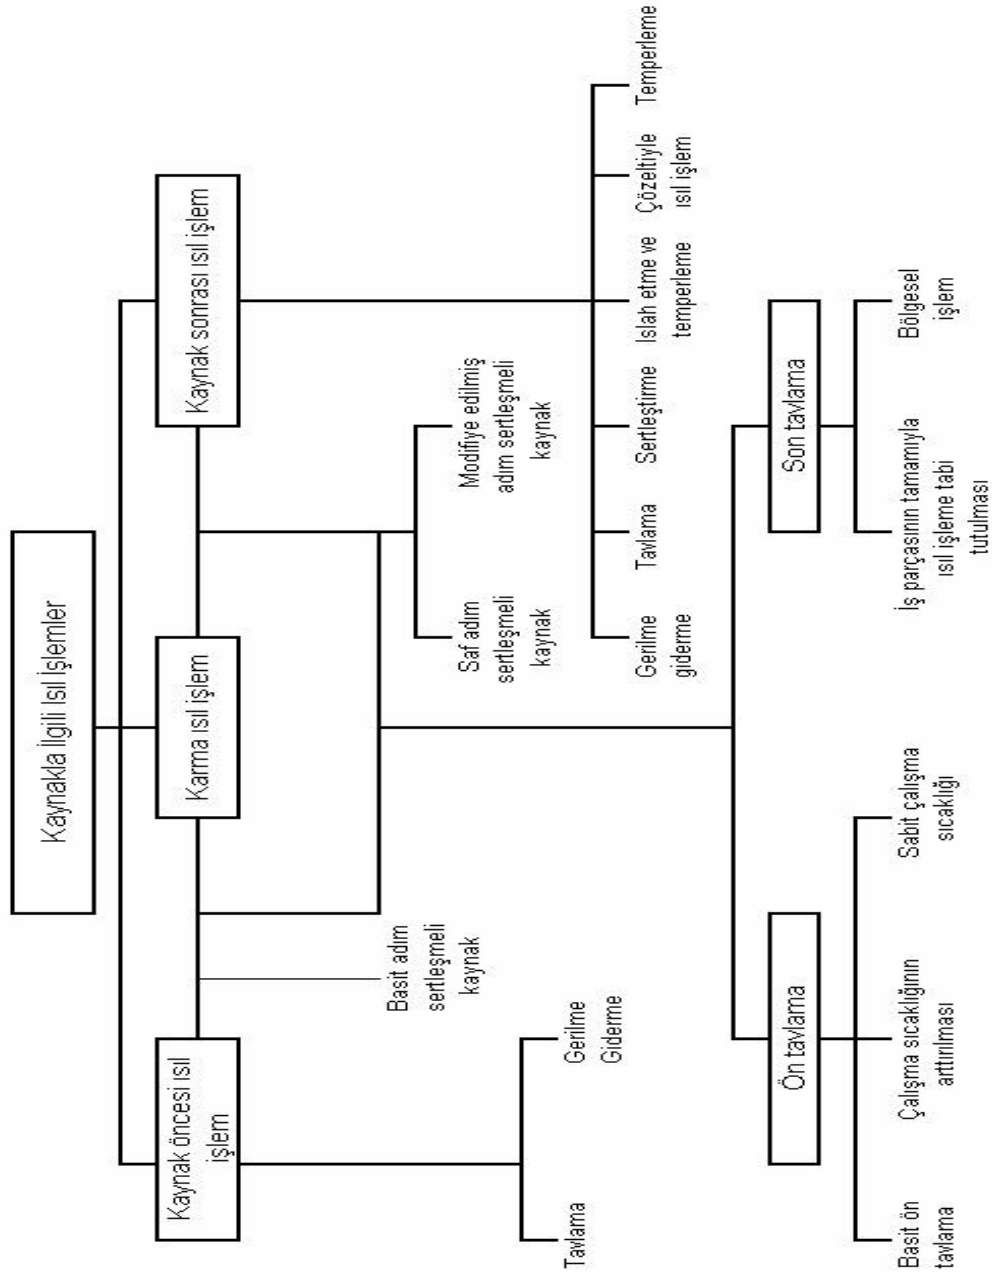 Kaynakla İlgili Isıl İşlemler
Kaynak öncesi ısıl
işlem
Karma ısıl işlem
Kaynak sonrası ısıl işlem
Basit adım
sertleşmeli
kaynak
Saf adım
sertleşmeli
kaynak
Modifiye edilmiş
adım sertleşmeli
kaynak
Tavlama
Gerilme
Giderme
Gerilme
giderme
Tavlama
Sertleştirme
Islah etme ve
temperleme
Çözeltiyle
ısıl işlem
Temperleme
Ön tavlama
Son tavlama
Basit ön
tavlama
Çalışma sıcaklığının
arttırılması
Sabit çalışma
sıcaklığı
İş parçasının tamamıyla
ısıl işleme tabi
tutulması
Bölgesel
işlem